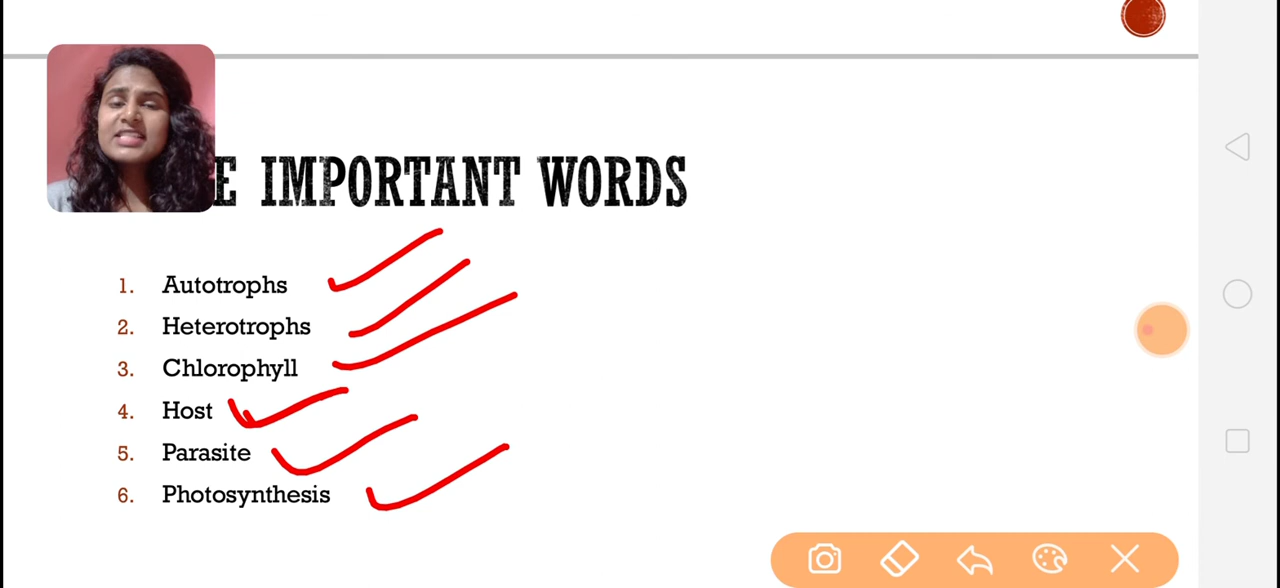 E IMPORTANT WORDS
1. Autotrophs
2. Heterotrophs
3. Chlorophyll
4. Host
5. Parasite
6. Photosynthesis